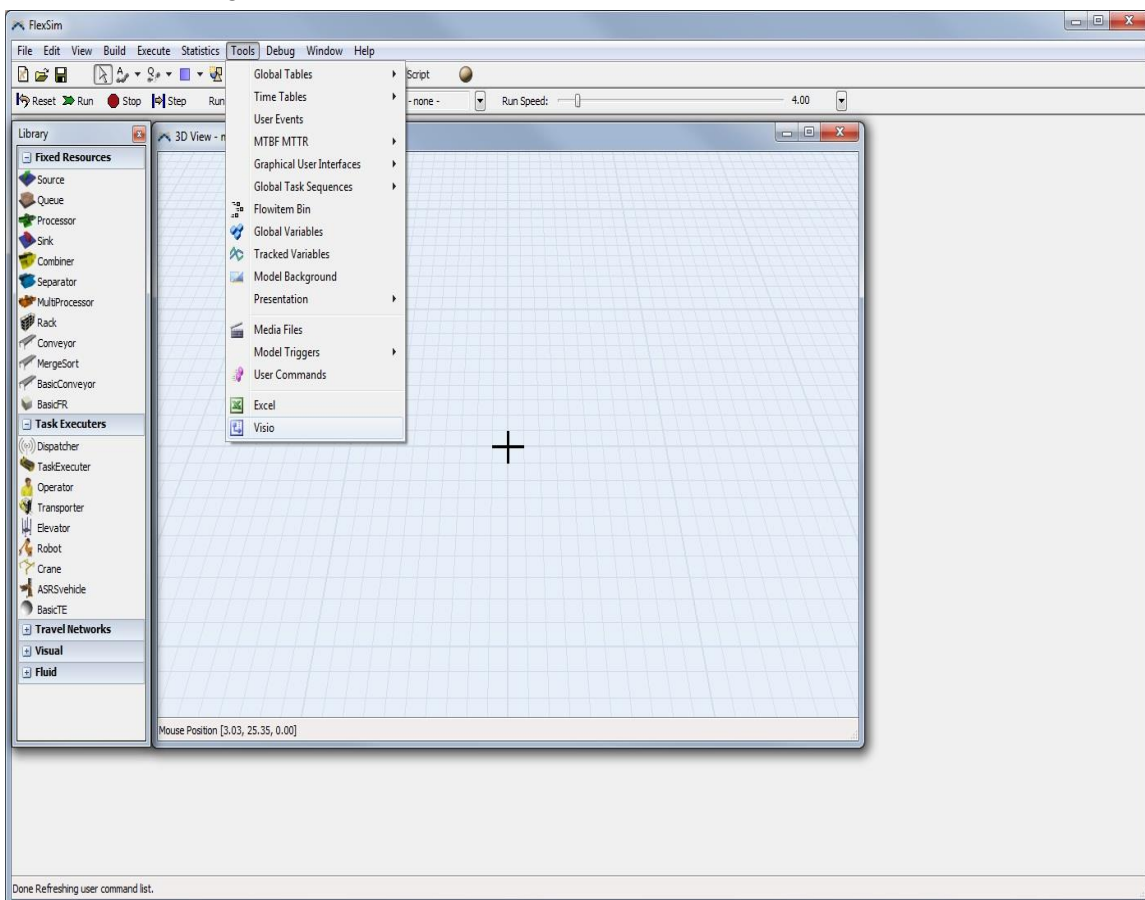 FlexSim
File Edit View Build Execute Statistics Tools Debug Window Help
Script
Reset Run Stop Step Run - none - Run Speed: 4.00
Library
3D View -
Fixed Resources
Source
Queue
Processor
Sink
Combiner
Separator
MultiProcessor
Rack
Conveyor
MergeSort
BasicConveyor
BasicFR
Task Executers
Dispatcher
TaskExecuter
Operator
Transporter
Elevator
Robot
Crane
ASRSvehicle
BasicTE
Travel Networks
Visual
Fluid
Global Tables
Time Tables
User Events
MTBF MTTR
Graphical User Interfaces
Global Task Sequences
Flowitem Bin
Global Variables
Tracked Variables
Model Background
Presentation
Media Files
Model Triggers
User Commands
Excel
Visio
Mouse Position [3.03, 25.35, 0.00]
Done Refreshing user command list.